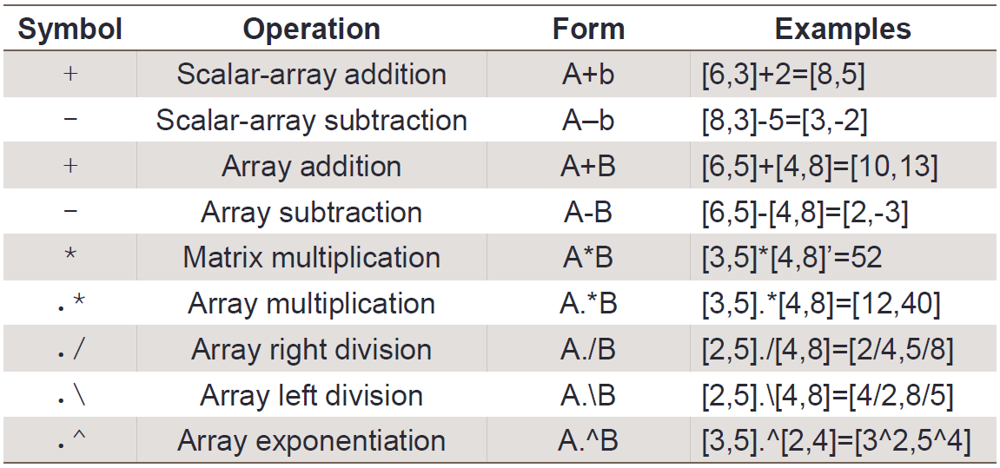 Symbol Operation Form Examples
+ Scalar-array addition A+b [6,3]+2=[8,5]
− Scalar-array subtraction A–b [8,3]-5=[3,-2]
+ Array addition A+B [6,5]+[4,8]=[10,13]
− Array subtraction A-B [6,5]-[4,8]=[2,-3]
* Matrix multiplication A*B [3,5]*[4,8]’=52
.* Array multiplication A.*B [3,5].*[4,8]=[12,40]
./ Array right division A./B [2,5]./[4,8]=[2/4,5/8]
.\ Array left division A.\B [2,5].\[4,8]=[4/2,8/5]
.^ Array exponentiation A.^B [3,5].^[2,4]=[3^2,5^4]